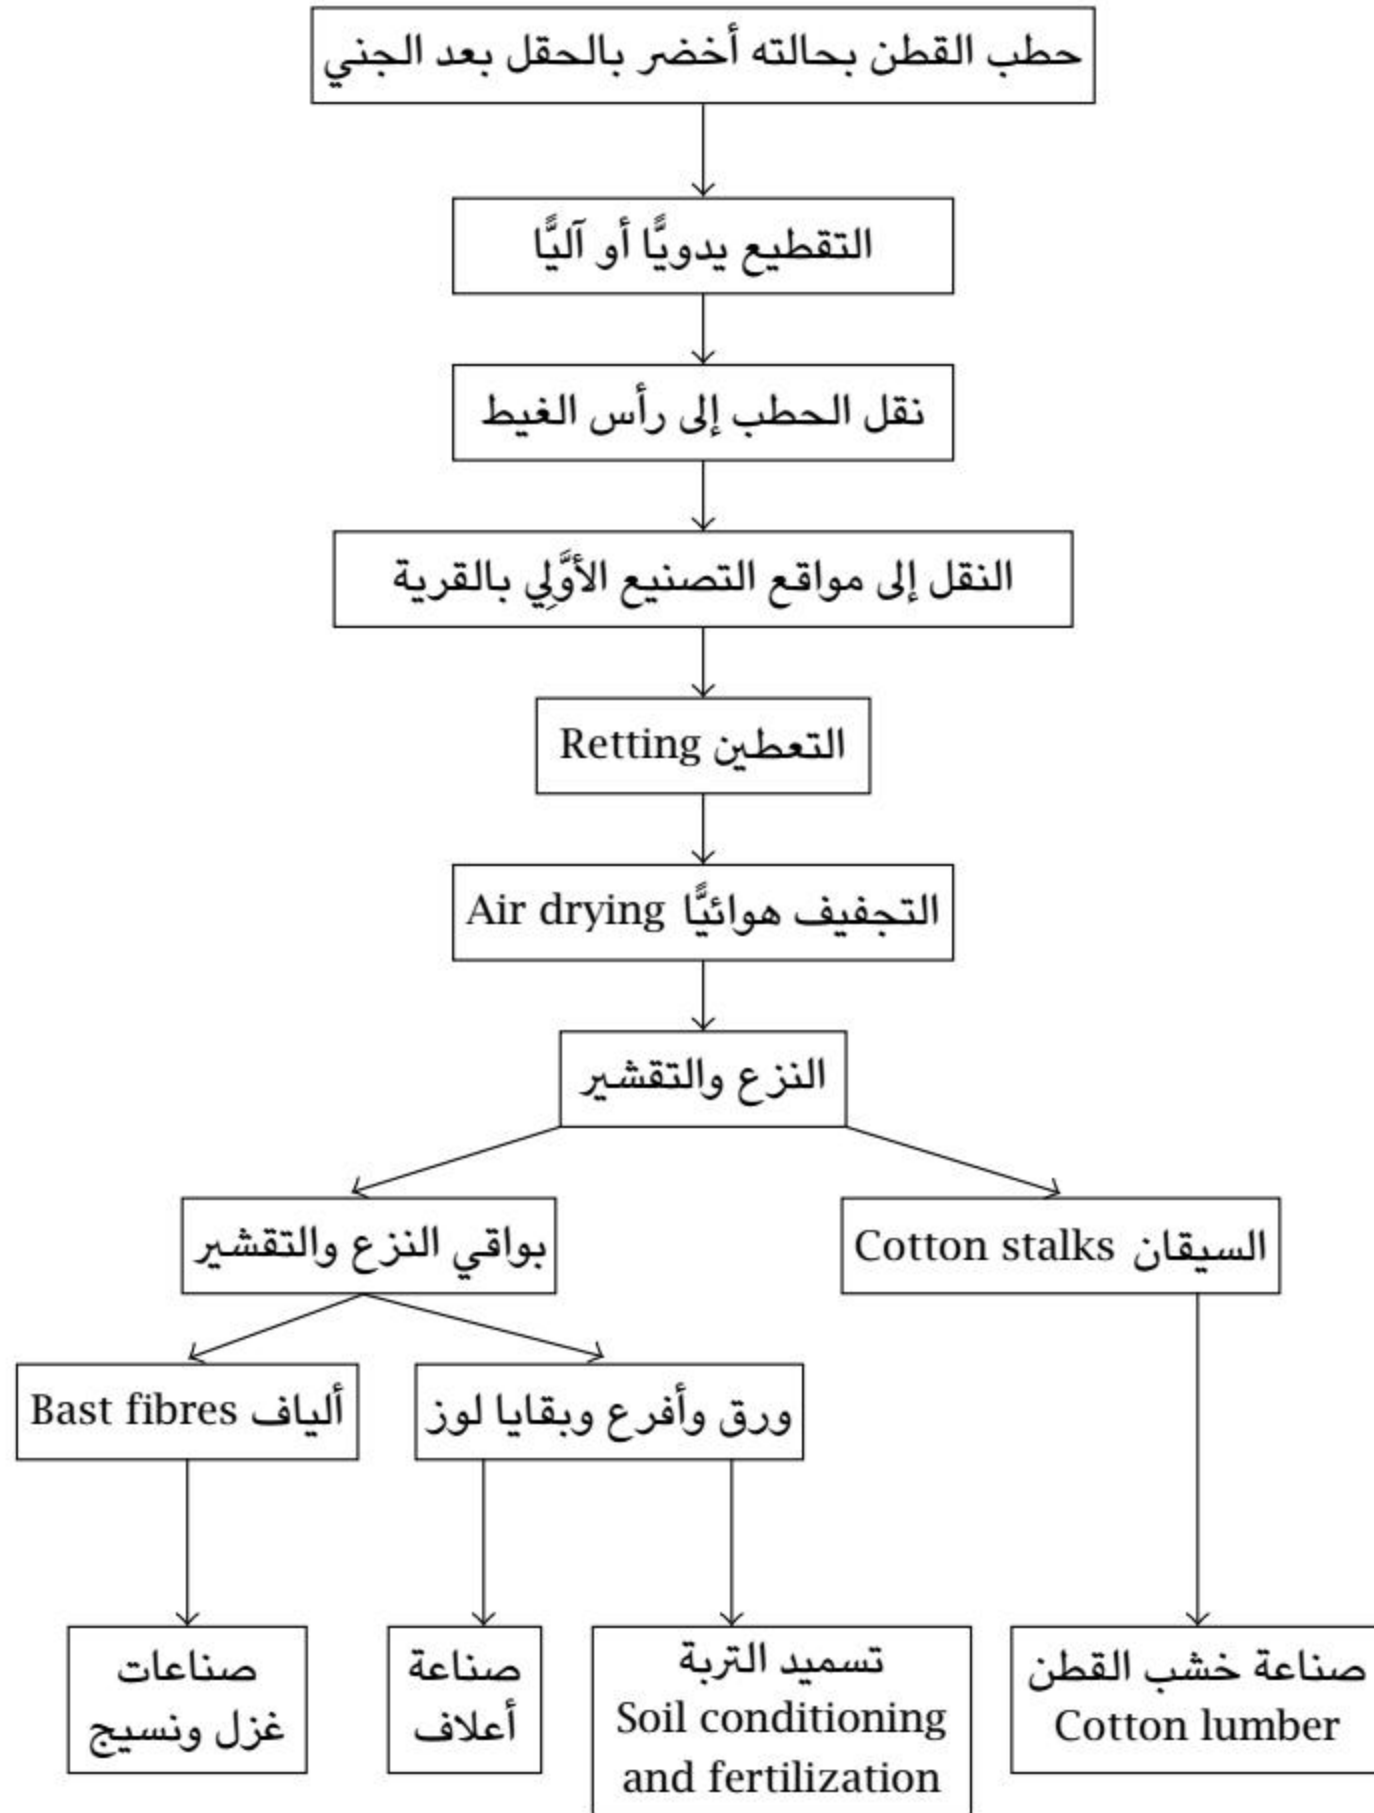 حطب القطن بحالته أخضر بالحقل بعد الجني
التقطيع يدويًّا أو آليًّا
نقل الحطب إلى رأس الغيط
النقل إلى مواقع التصنيع الأوَّلِي بالقرية
التعطين Retting
التجفيف هوائيًّا Air drying
النزع والتقشير
السيقان Cotton stalks
بواقي النزع والتقشير
ورق وأفرع وبقايا لوز
ألياف Bast fibres
صناعة خشب القطن
Cotton lumber
تسميد التربة
Soil conditioning
and fertilization
صناعة
أعلاف
صناعات
غزل ونسيج